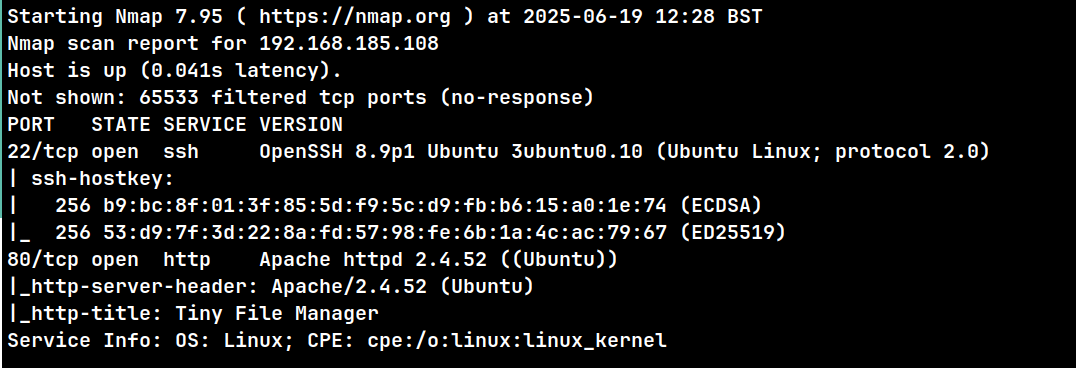 Starting Nmap 7.95 ( https://nmap.org ) at 2025-06-19 12:28 BST
Nmap scan report for 192.168.185.108
Host is up (0.041s latency).
Not shown: 65533 filtered tcp ports (no-response)
PORT   STATE SERVICE VERSION
22/tcp open  ssh     OpenSSH 8.9p1 Ubuntu 3ubuntu0.10 (Ubuntu Linux; protocol 2.0)
| ssh-hostkey:
|   256 b9:bc:8f:01:3f:85:5d:f9:5c:d9:fb:b6:15:a0:1e:74 (ECDSA)
|_  256 53:d9:7f:3d:22:8a:fd:57:98:fe:6b:1a:4c:ac:79:67 (ED25519)
80/tcp open  http    Apache httpd 2.4.52 ((Ubuntu))
|_http-server-header: Apache/2.4.52 (Ubuntu)
|_http-title: Tiny File Manager
Service Info: OS: Linux; CPE: cpe:/o:linux:linux_kernel